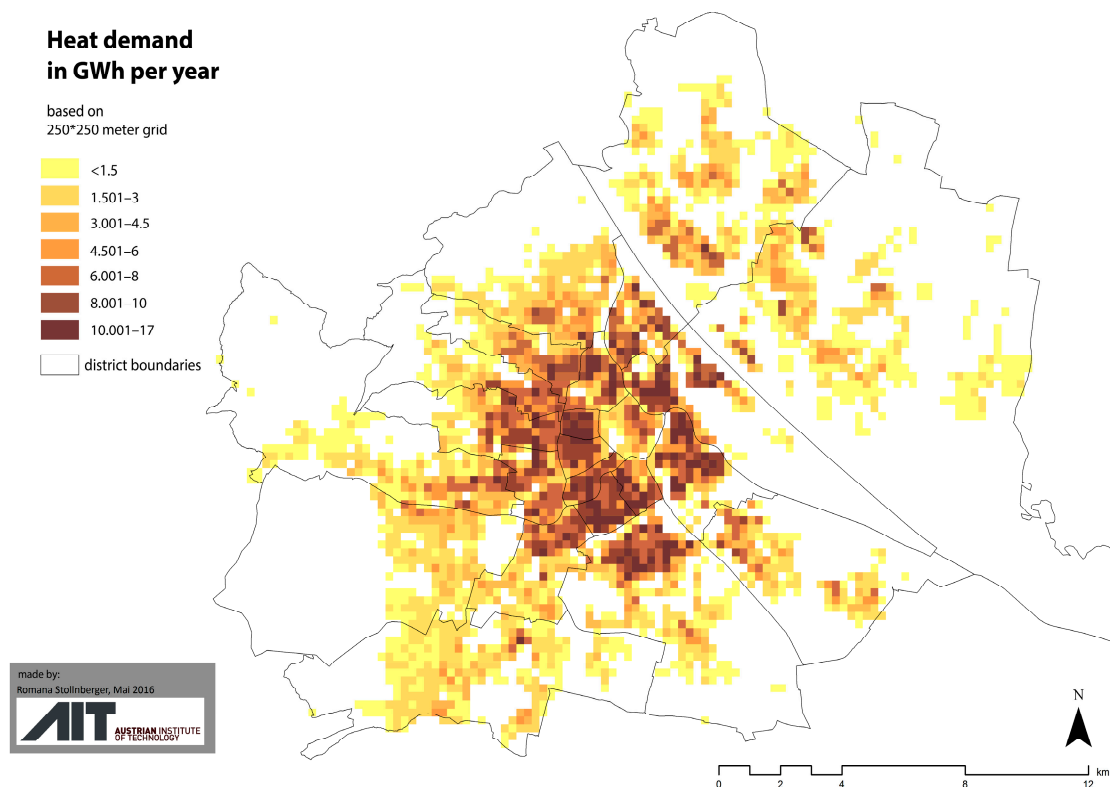 Heat demand
in GWh per year
based on
250*250 meter grid
<1.5
1.501–3
3.001–4.5
4.501–6
6.001–8
8.001 10
10.001–17
district boundaries
made by:
Romana Stollnberger, Mai 2016
AIT AUSTRIAN INSTITUTE
OF TECHNOLOGY
N
km
0 2 4 8 12